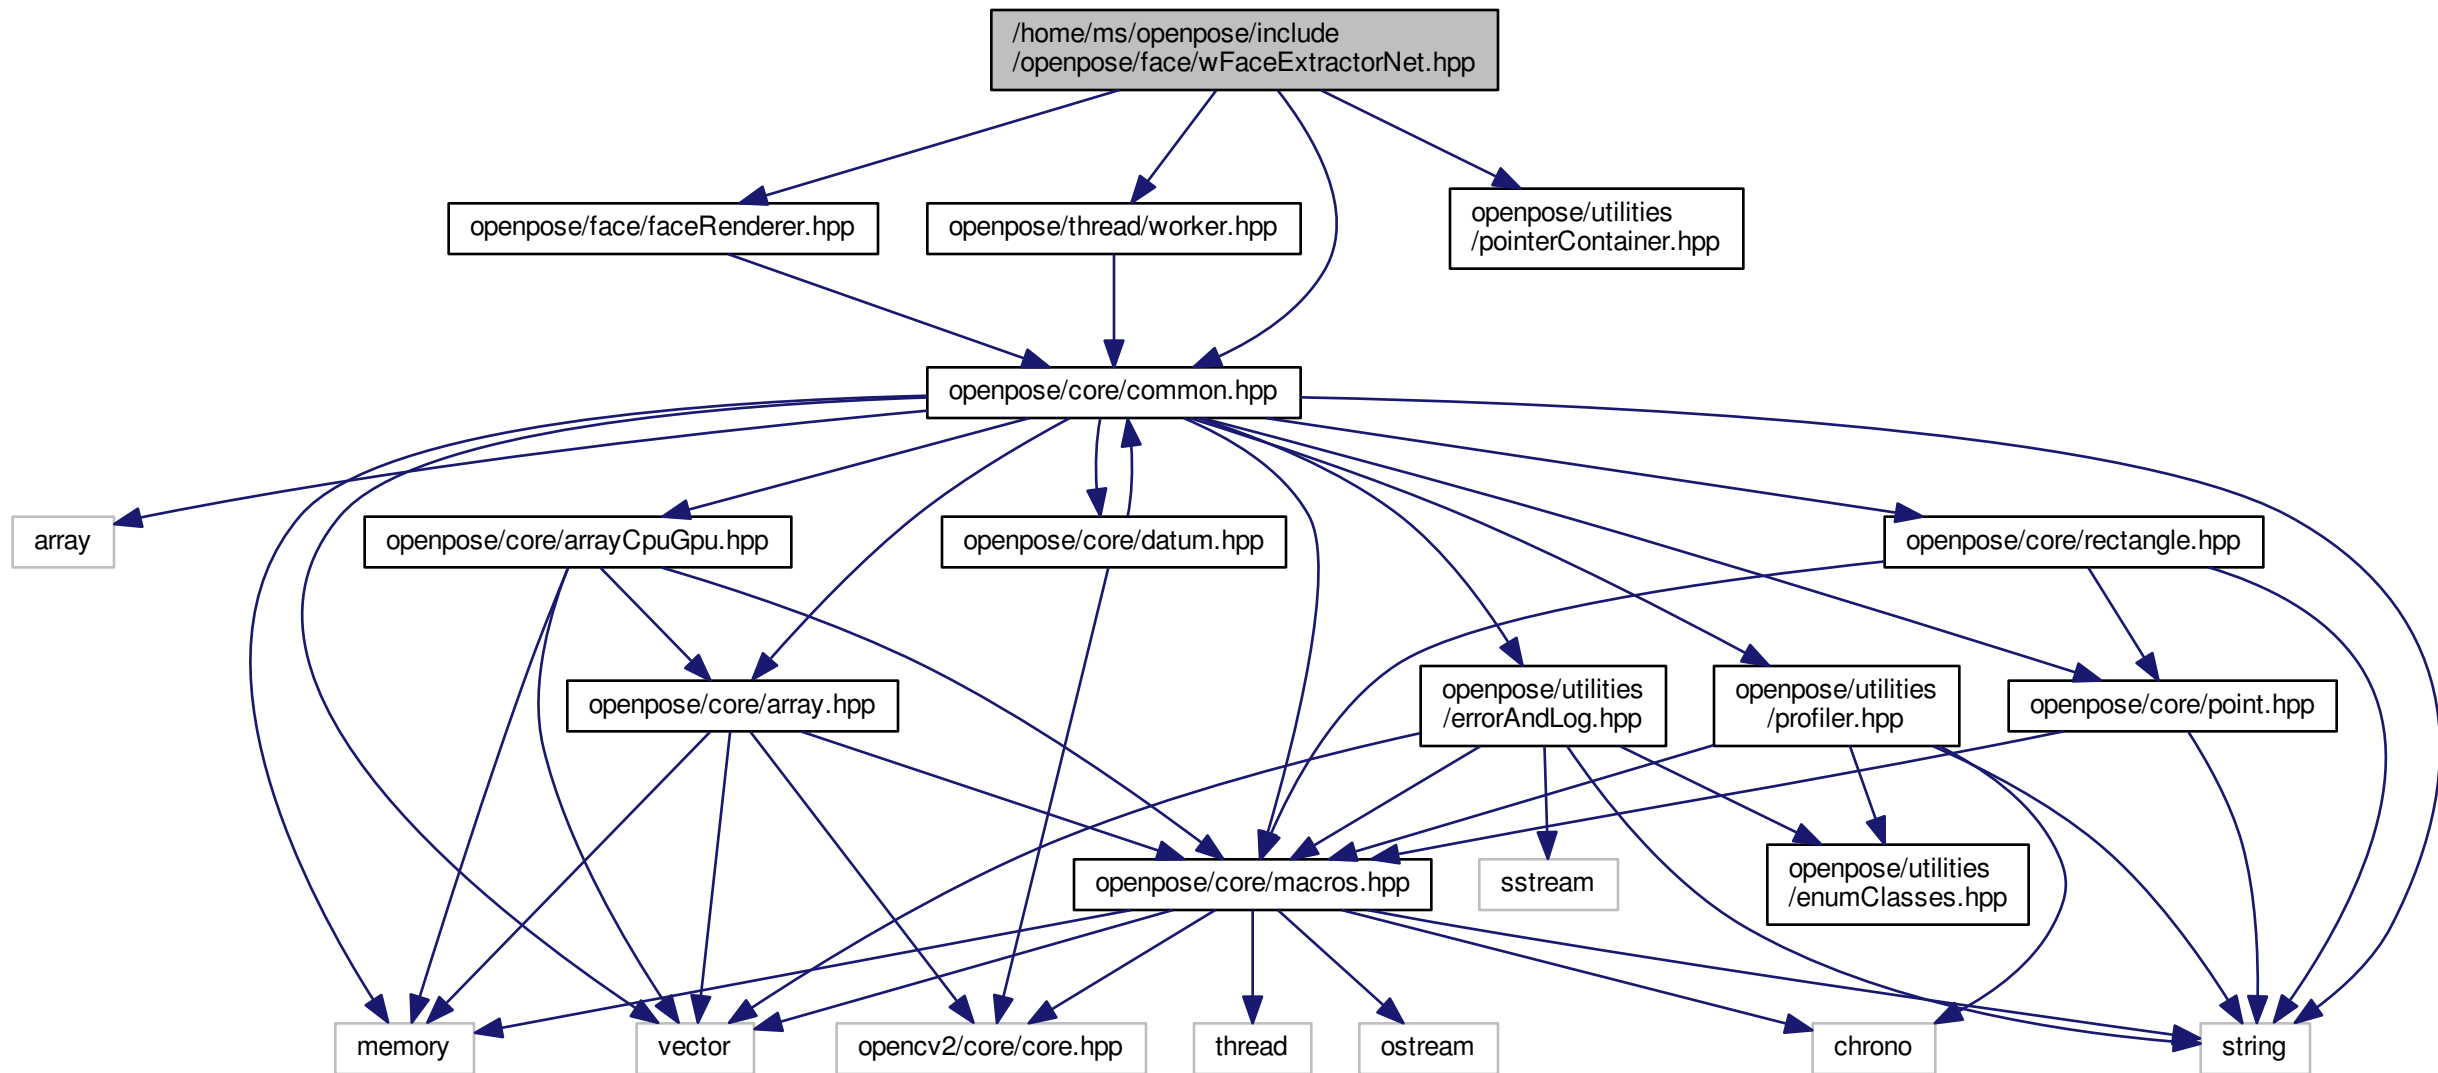 /home/ms/openpose/include
/openpose/face/wFaceExtractorNet.hpp
openpose/face/faceRenderer.hpp
openpose/thread/worker.hpp
openpose/utilities
/pointerContainer.hpp
openpose/core/common.hpp
array
openpose/core/arrayCpuGpu.hpp
openpose/core/datum.hpp
openpose/core/rectangle.hpp
openpose/core/array.hpp
openpose/utilities
/errorAndLog.hpp
openpose/utilities
/profiler.hpp
openpose/core/point.hpp
openpose/core/macros.hpp
sstream
openpose/utilities
/enumClasses.hpp
memory
vector
opencv2/core/core.hpp
thread
ostream
chrono
string